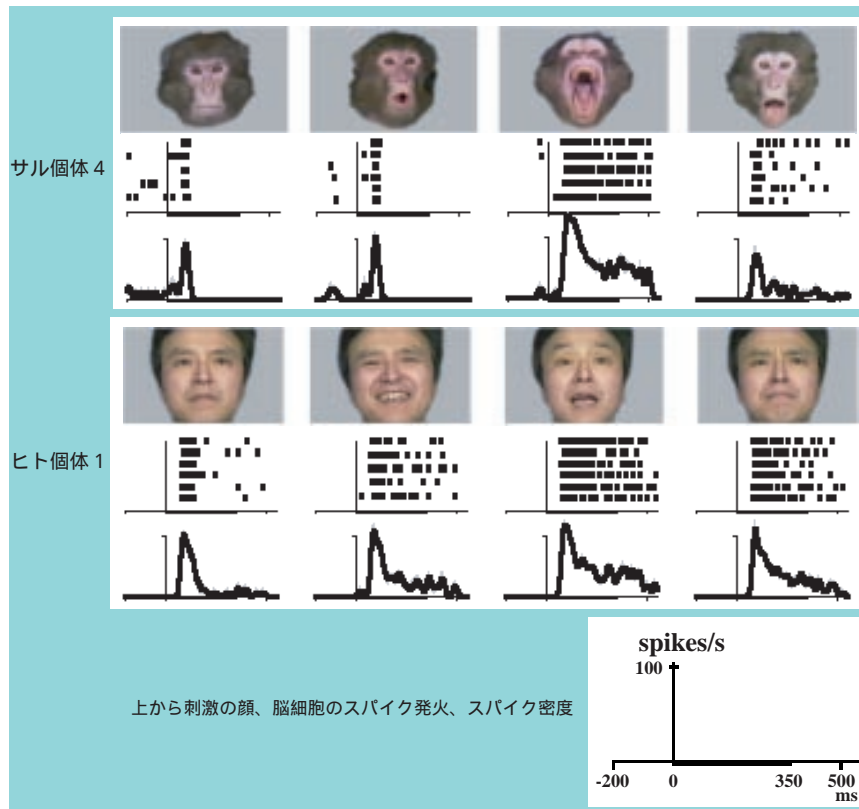 サル個体 4
ヒト個体 1
上から刺激の顔、脳細胞のスパイク発火、スパイク密度
spikes/s
100
-200 0 350 500
ms